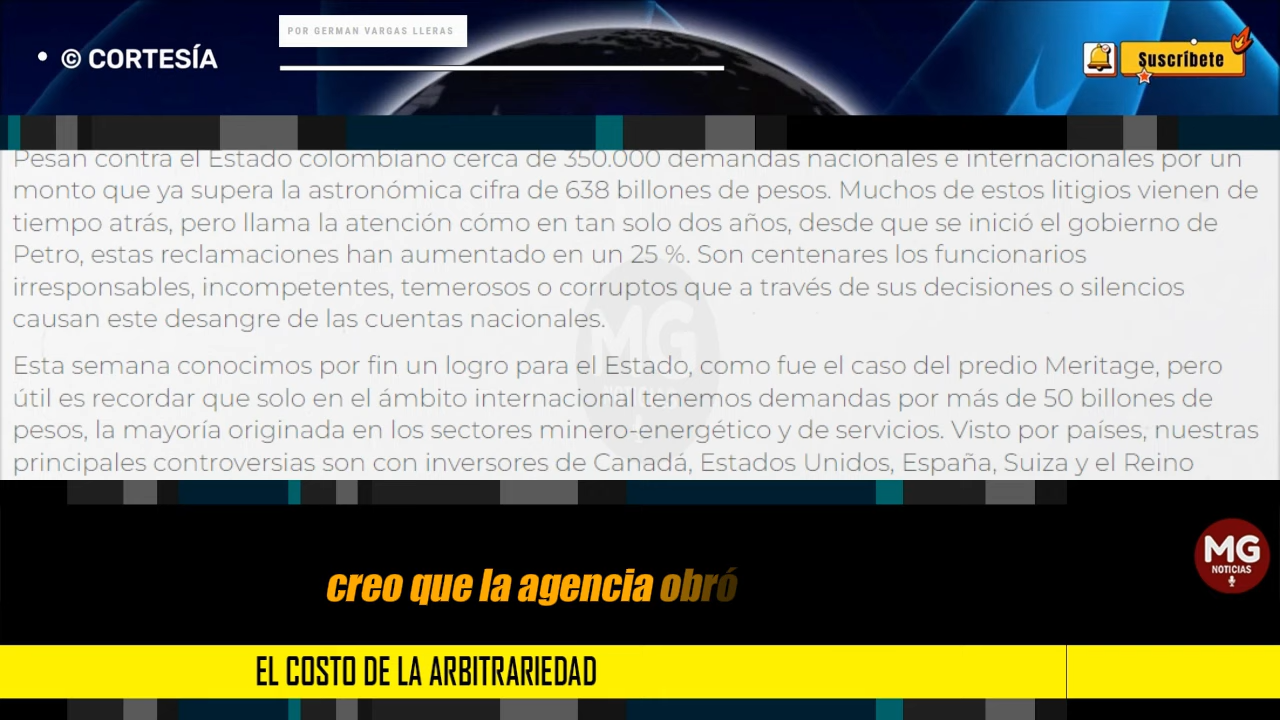 POR GERMAN VARGAS LLERAS
• © CORTESÍA
Suscríbete
Pesan contra el Estado colombiano cerca de 350.000 demandas nacionales e internacionales por un
monto que ya supera la astronómica cifra de 638 billones de pesos. Muchos de estos litigios vienen de
tiempo atrás, pero llama la atención cómo en tan solo dos años, desde que se inició el gobierno de
Petro, estas reclamaciones han aumentado en un 25 %. Son centenares los funcionarios
irresponsables, incompetentes, temerosos o corruptos que a través de sus decisiones o silencios
causan este desangre de las cuentas nacionales.
Esta semana conocimos por fin un logro para el Estado, como fue el caso del predio Meritage, pero
útil es recordar que solo en el ámbito internacional tenemos demandas por más de 50 billones de
pesos, la mayoría originada en los sectores minero-energético y de servicios. Visto por países, nuestras
principales controversias son con inversores de Canadá, Estados Unidos, España, Suiza y el Reino
MG
NOTICIAS
creo que la agencia obró
MG
NOTICIAS
EL COSTO DE LA ARBITRARIEDAD